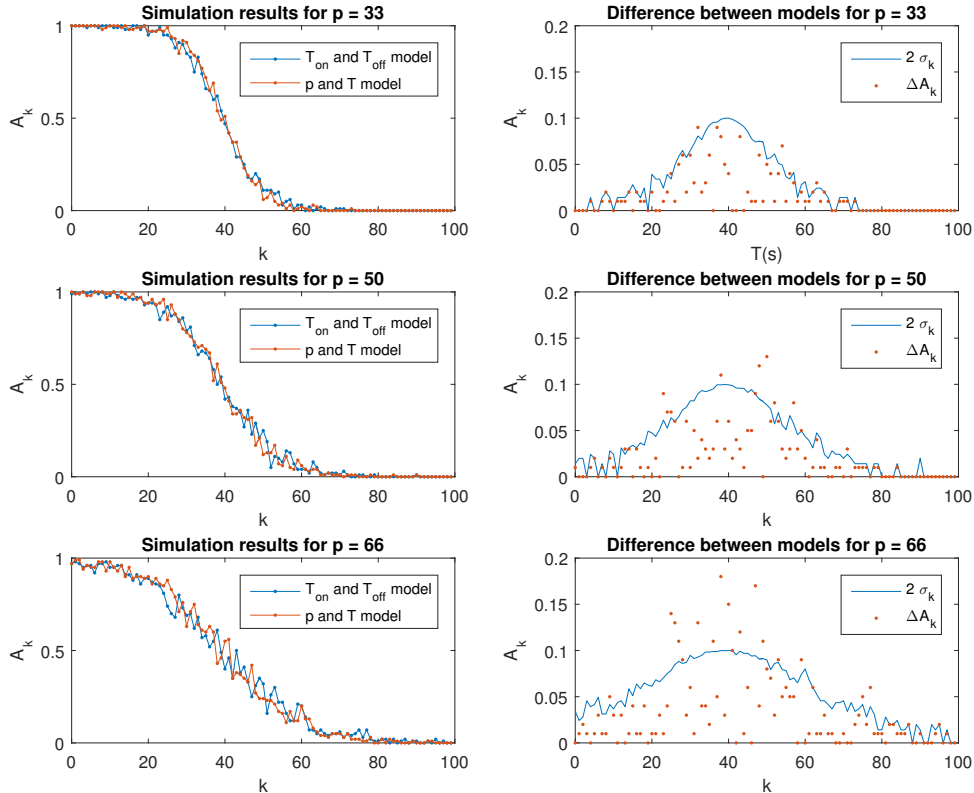 Simulation results for p = 33
A_k
1
0.5
0
0 20 40 60 80 100
k
T_on and T_off model
p and T model
Difference between models for p = 33
A_k
0.2
0.15
0.1
0.05
0
0 20 40 60 80 100
T(s)
2 σ_k
ΔA_k
Simulation results for p = 50
A_k
1
0.5
0
0 20 40 60 80 100
k
T_on and T_off model
p and T model
Difference between models for p = 50
A_k
0.2
0.15
0.1
0.05
0
0 20 40 60 80 100
k
2 σ_k
ΔA_k
Simulation results for p = 66
A_k
1
0.5
0
0 20 40 60 80 100
k
T_on and T_off model
p and T model
Difference between models for p = 66
A_k
0.2
0.15
0.1
0.05
0
0 20 40 60 80 100
k
2 σ_k
ΔA_k